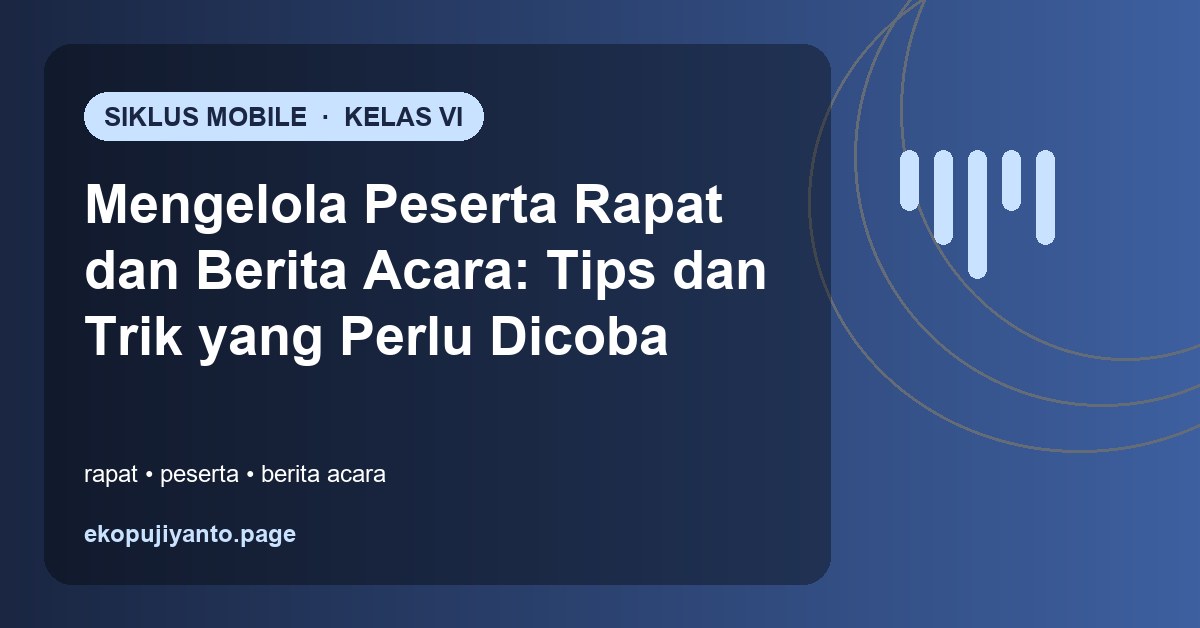 SIKLUS MOBILE · KELAS VI
Mengelola Peserta Rapat
dan Berita Acara: Tips dan
Trik yang Perlu Dicoba
rapat • peserta • berita acara
ekopujiyanto.page